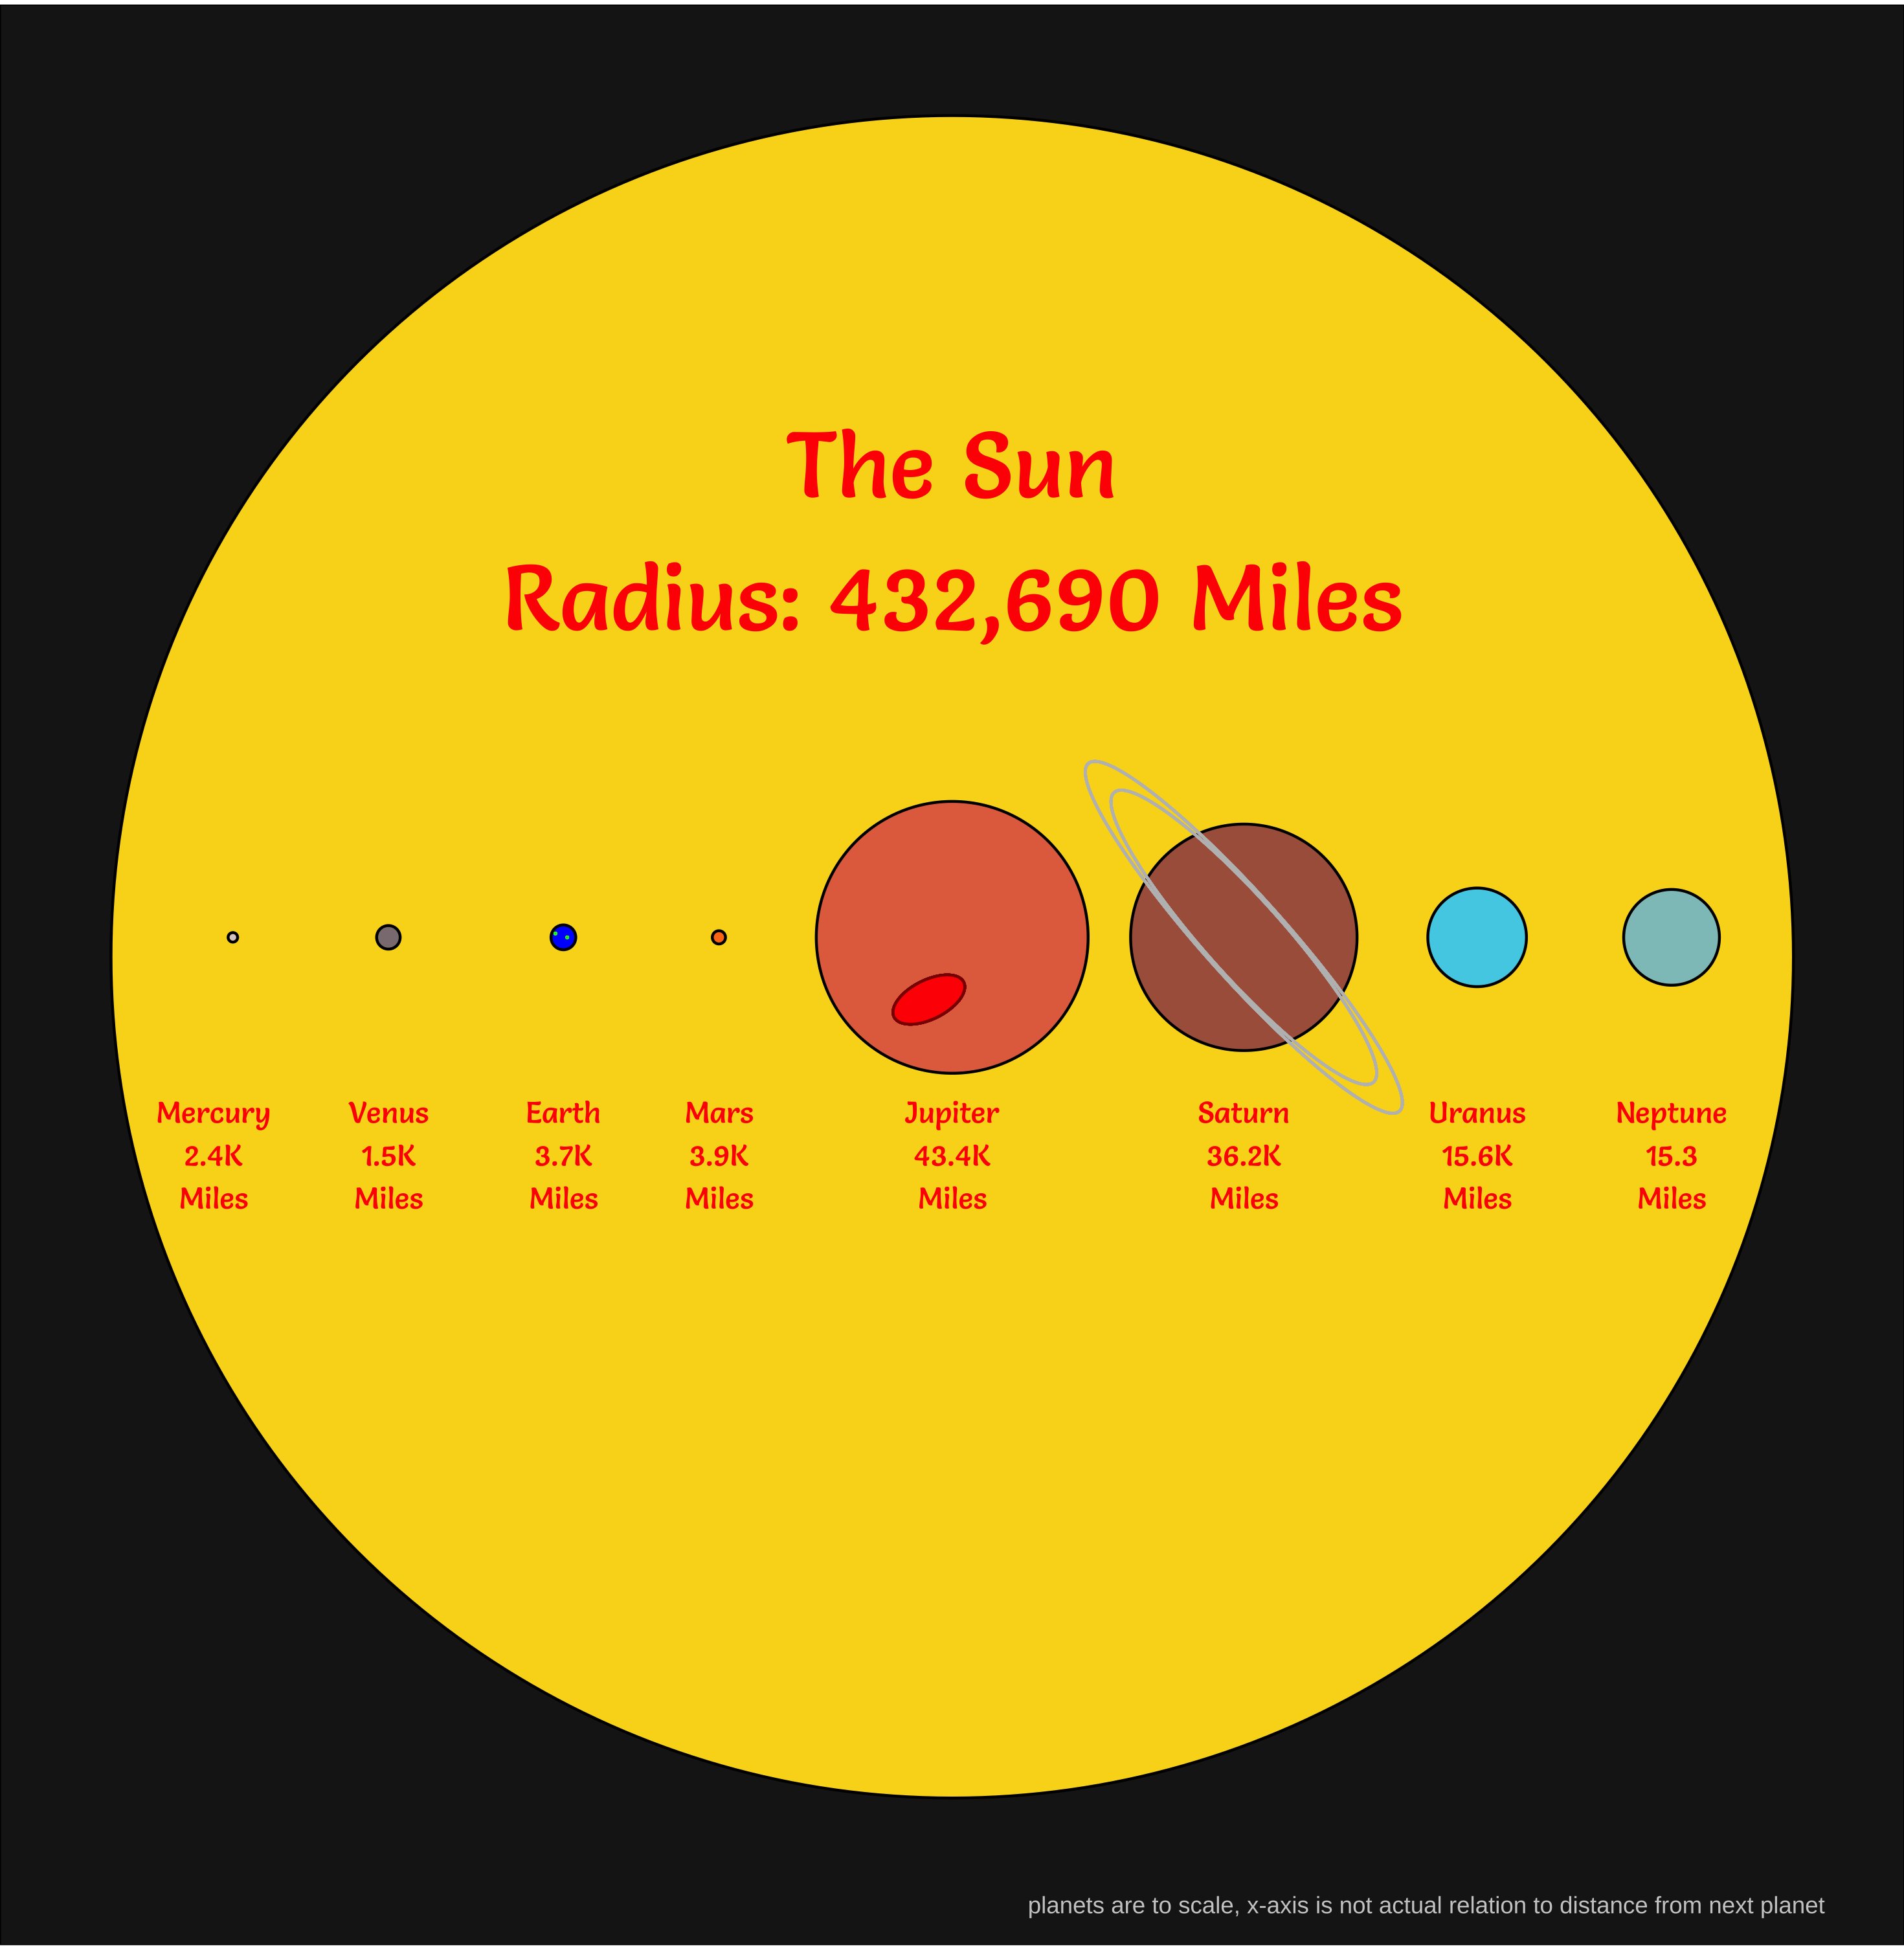 The Sun
Radius: 432,690 Miles
Mercury
2.4K
Miles
Venus
1.5K
Miles
Earth
3.7K
Miles
Mars
3.9K
Miles
Jupiter
43.4K
Miles
Saturn
36.2K
Miles
Uranus
15.6K
Miles
Neptune
15.3
Miles
planets are to scale, x-axis is not actual relation to distance from next planet